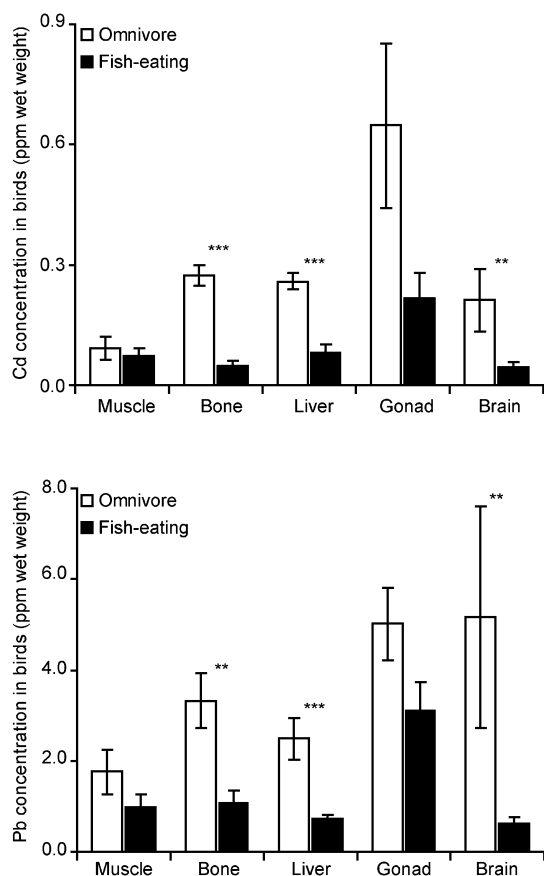 Cd concentration in birds (ppm wet weight)
0.9
0.6
0.3
0.0
Omnivore
Fish-eating
***
***
**
Muscle Bone Liver Gonad Brain
Pb concentration in birds (ppm wet weight)
8.0
6.0
4.0
2.0
0.0
Omnivore
Fish-eating
**
**
***
Muscle Bone Liver Gonad Brain